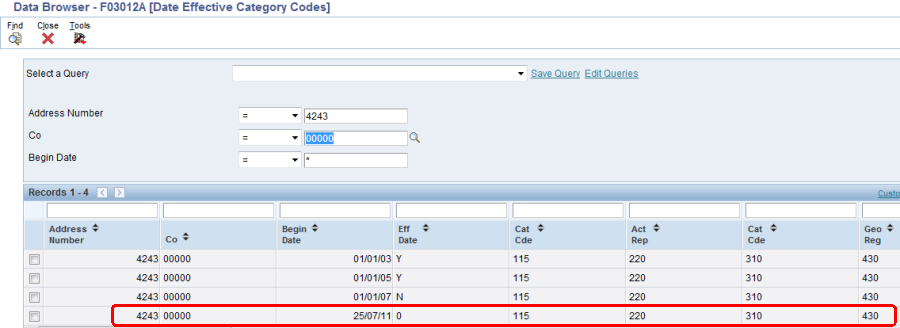 Data Browser - F03012A [Date Effective Category Codes]
Find Close Tools
Select a Query Save Query Edit Queries
Address Number = 4243
Co = 00000
Begin Date = *
Records 1 - 4 Custo
Address Number Co Begin Date Eff Date Cat Cde Act Rep Cat Cde Geo Reg
4243 00000 01/01/03 Y 115 220 310 430
4243 00000 01/01/05 Y 115 220 310 430
4243 00000 01/01/07 N 115 220 310 430
4243 00000 25/07/11 0 115 220 310 430